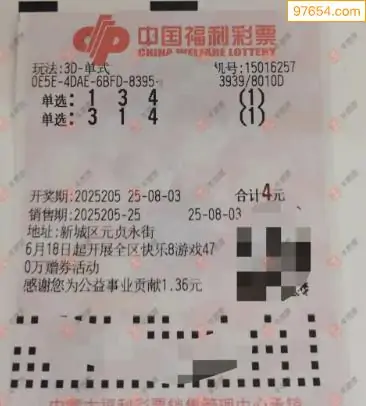 97654.com
中国福利彩票
CHINA WELFARE LOTTERY
玩法:3D-单式 机号:15016257
0E5E-4DAE-6BFD-8395- 3939/8010D
单选: 1 3 4 (1)
单选: 3 1 4 (1)
开奖期:2025205 25-08-03 合计4元
销售期:2025205-25 25-08-03
地址:新城区元贞永街
6月18日起开展全区快乐8游戏47
0万赠券活动
感谢您为公益事业贡献1.36元